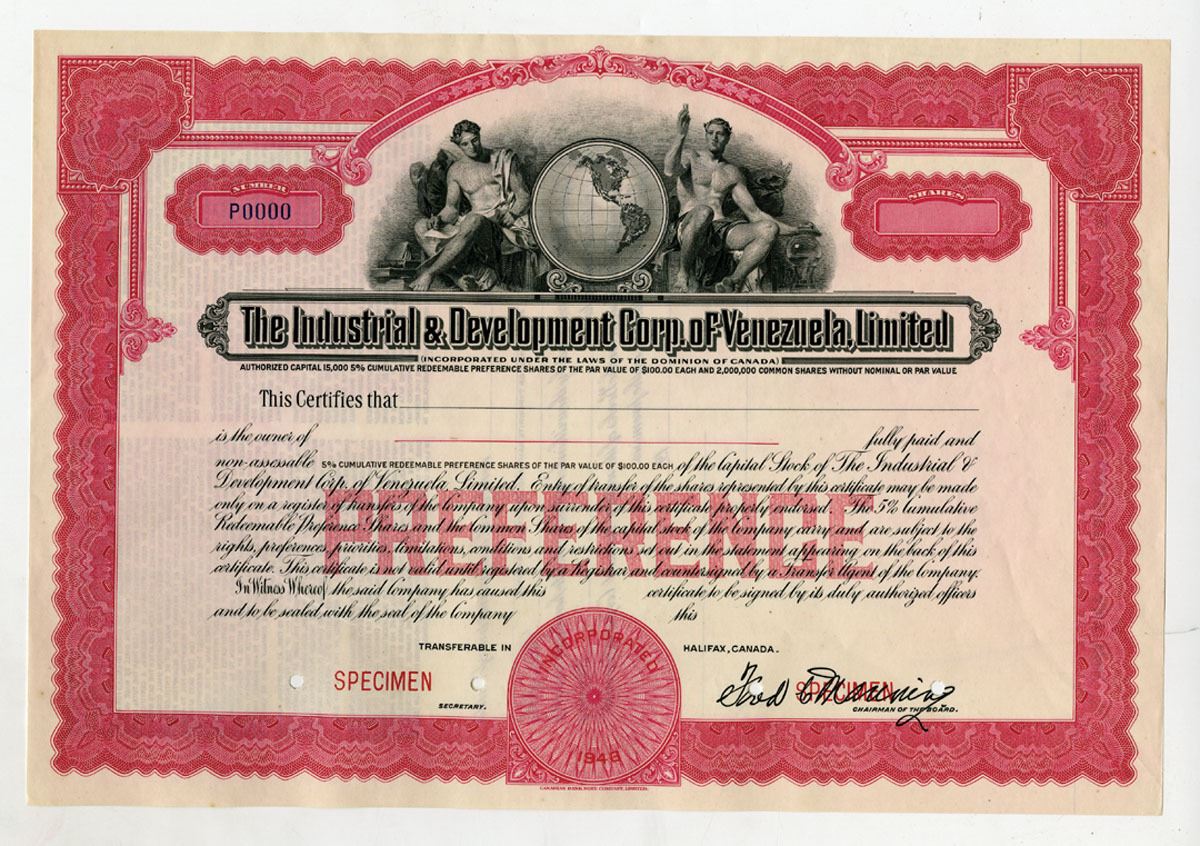 NUMBER
P0000
SHARES
The Industrial & Development Corp. of Venezuela, Limited
(INCORPORATED UNDER THE LAWS OF THE DOMINION OF CANADA)
AUTHORIZED CAPITAL 15,000 5% CUMULATIVE REDEEMABLE PREFERENCE SHARES OF THE PAR VALUE OF $100.00 EACH AND 2,000,000 COMMON SHARES WITHOUT NOMINAL OR PAR VALUE
This Certifies that
is the owner of fully paid and
non-assessable 5% CUMULATIVE REDEEMABLE PREFERENCE SHARES OF THE PAR VALUE OF $100.00 EACH of the Capital Stock of The Industrial &
Development Corp. of Venezuela, Limited. Entry of transfer of the shares represented by this certificate may be made
only on a register of transfers of the Company upon surrender of this certificate properly endorsed. The 5% Cumulative
Redeemable Preference Shares and the Common Shares of the capital stock of the Company carry and are subject to the
rights, preferences, priorities, limitations, conditions and restrictions set out in the statement appearing on the back of this
certificate. This certificate is not valid until registered by a Registrar and countersigned by a Transfer Agent of the Company.
PREFERENCE
In Witness Whereof the said Company has caused this certificate to be signed by its duly authorized officers
and to be sealed with the seal of the Company this
TRANSFERABLE IN HALIFAX, CANADA.
INCORPORATED
1946
SPECIMEN
SECRETARY.
SPECIMEN
CHAIRMAN OF THE BOARD.
CANADIAN BANK NOTE COMPANY, LIMITED.